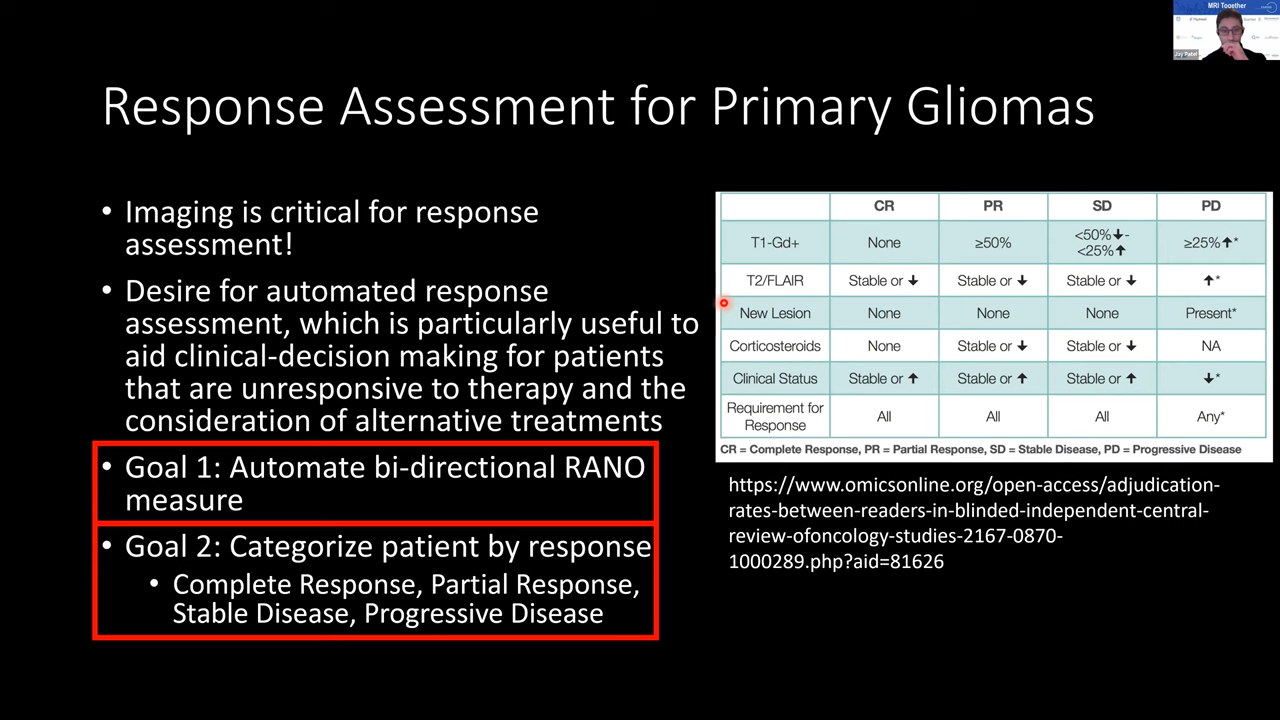 MRI Together
Jay Patel
Response Assessment for Primary Gliomas
• Imaging is critical for response
assessment!
• Desire for automated response
assessment, which is particularly useful to
aid clinical-decision making for patients
that are unresponsive to therapy and the
consideration of alternative treatments
• Goal 1: Automate bi-directional RANO
measure
• Goal 2: Categorize patient by response
• Complete Response, Partial Response,
Stable Disease, Progressive Disease
CR PR SD PD
T1-Gd+ None ≥50% <50%↓- <25%↑ ≥25%↑*
T2/FLAIR Stable or ↓ Stable or ↓ Stable or ↓ ↑*
New Lesion None None None Present*
Corticosteroids None Stable or ↓ Stable or ↓ NA
Clinical Status Stable or ↑ Stable or ↑ Stable or ↑ ↓*
Requirement for Response All All All Any*
CR = Complete Response, PR = Partial Response, SD = Stable Disease, PD = Progressive Disease
https://www.omicsonline.org/open-access/adjudication-
rates-between-readers-in-blinded-independent-central-
review-ofoncology-studies-2167-0870-
1000289.php?aid=81626